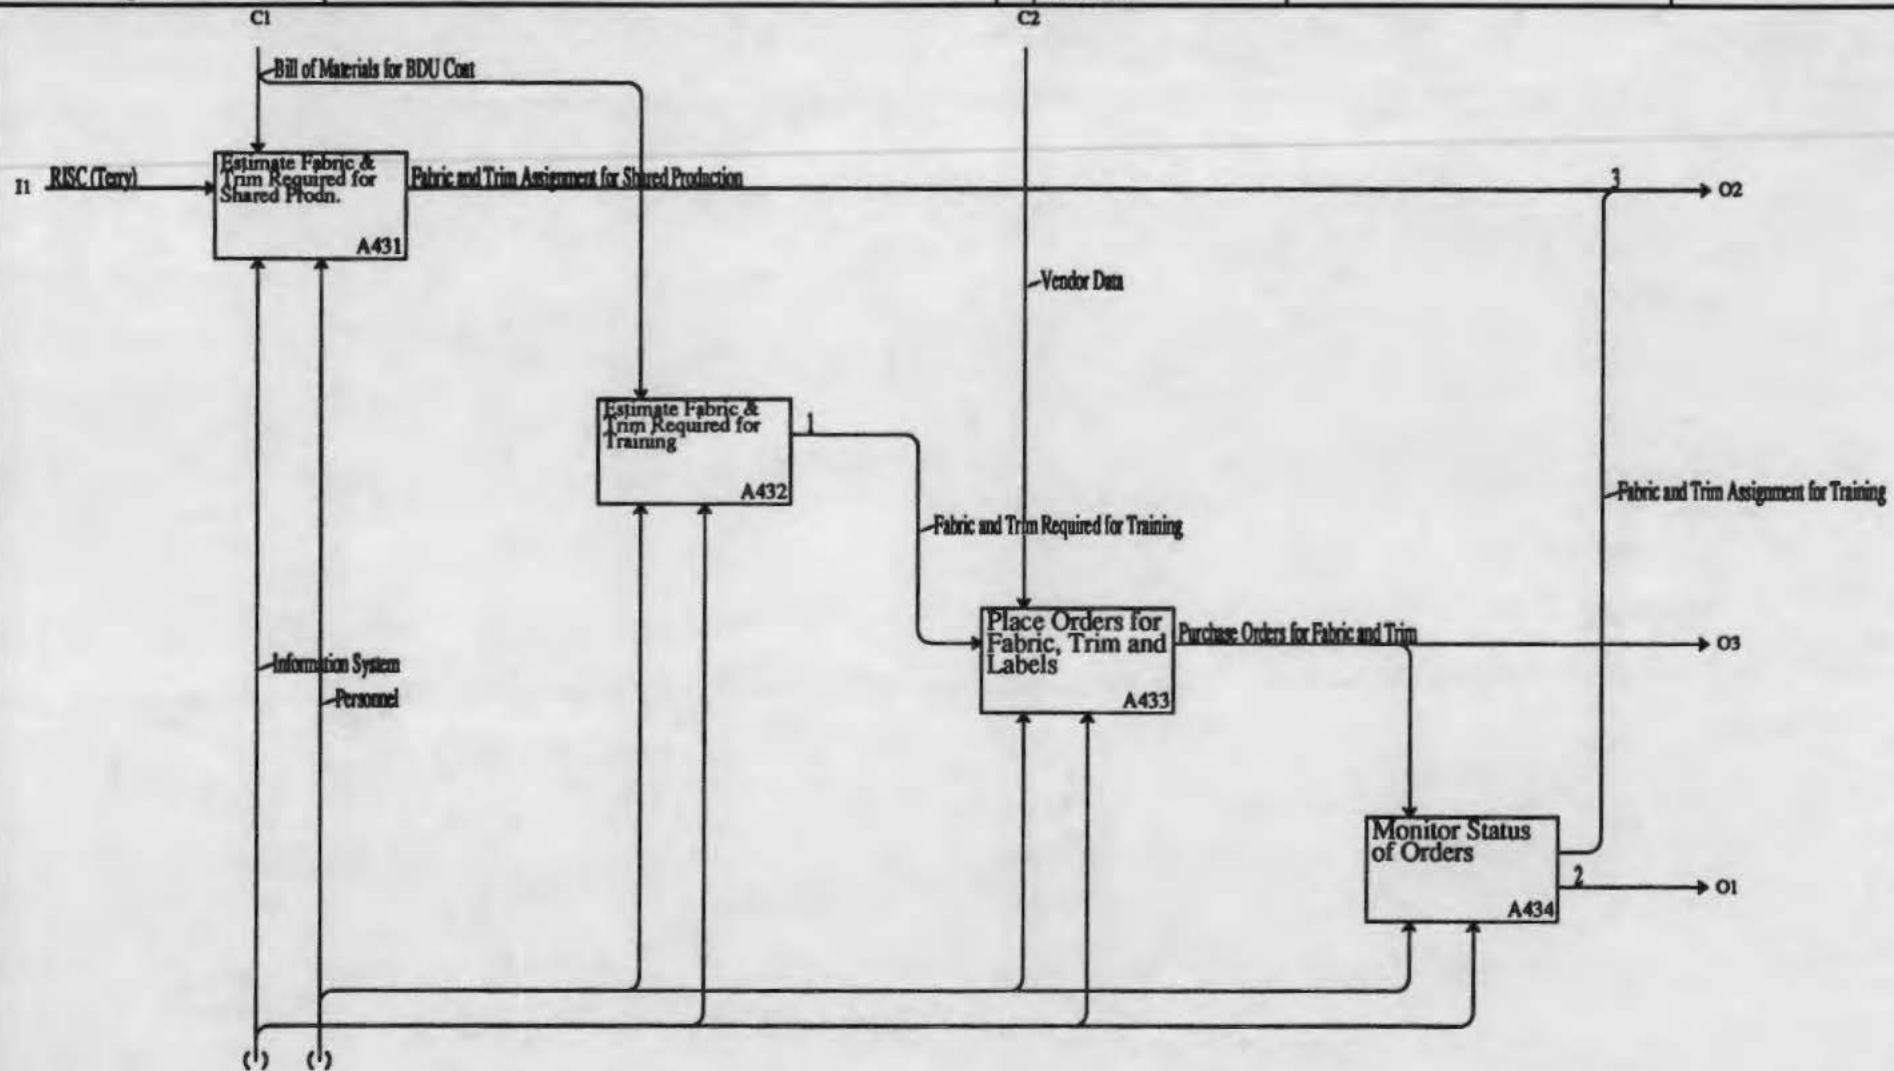 C1
C2
Bill of Materials for BDU Coat
I1
RISC (Terry)
Estimate Fabric &
Trim Required for
Shared Prodn.
A431
Fabric and Trim Assignment for Shared Production
3
O2
Vendor Data
Estimate Fabric &
Trim Required for
Training
A432
1
Fabric and Trim Assignment for Training
Fabric and Trim Required for Training
Place Orders for
Fabric, Trim and
Labels
A433
Purchase Orders for Fabric and Trim
O3
Information System
Personnel
Monitor Status
of Orders
A434
2
O1
( )
( )